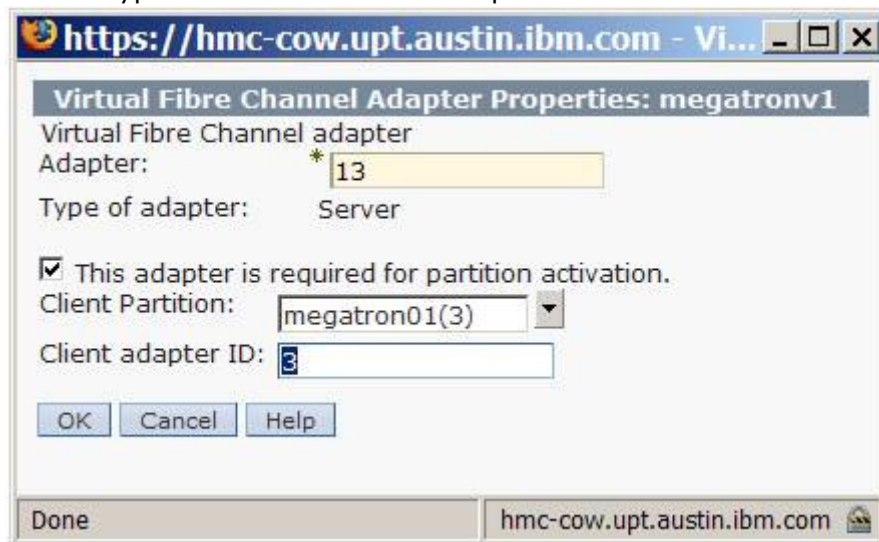 https://hmc-cow.upt.austin.ibm.com - Vi...
Virtual Fibre Channel Adapter Properties: megatronv1
Virtual Fibre Channel adapter
Adapter: * 13
Type of adapter: Server
This adapter is required for partition activation.
Client Partition: megatron01(3)
Client adapter ID: 3
OK Cancel Help
Done hmc-cow.upt.austin.ibm.com